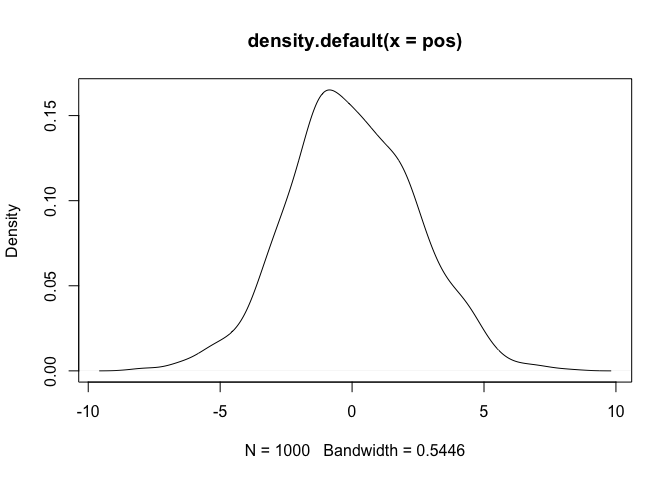 density.default(x = pos)
Density
0.15
0.10
0.05
0.00
-10 -5 0 5 10
N = 1000 Bandwidth = 0.5446